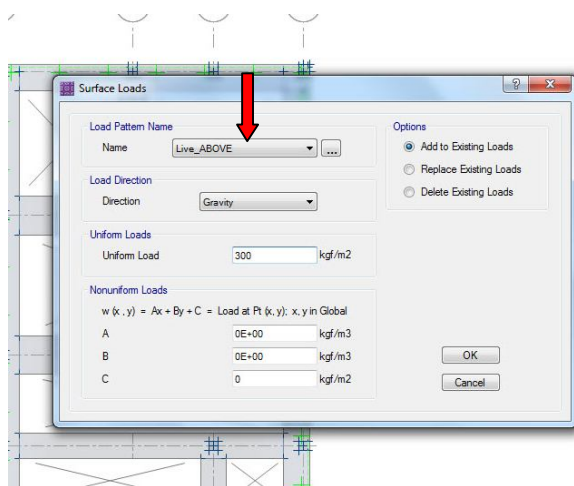 Surface Loads
Load Pattern Name
Name Live_ABOVE ...
Load Direction
Direction Gravity
Uniform Loads
Uniform Load 300 kgf/m2
Nonuniform Loads
w (x , y) = Ax + By + C = Load at Pt (x, y); x, y in Global
A 0E+00 kgf/m3
B 0E+00 kgf/m3
C 0 kgf/m2
Options
Add to Existing Loads
Replace Existing Loads
Delete Existing Loads
OK
Cancel